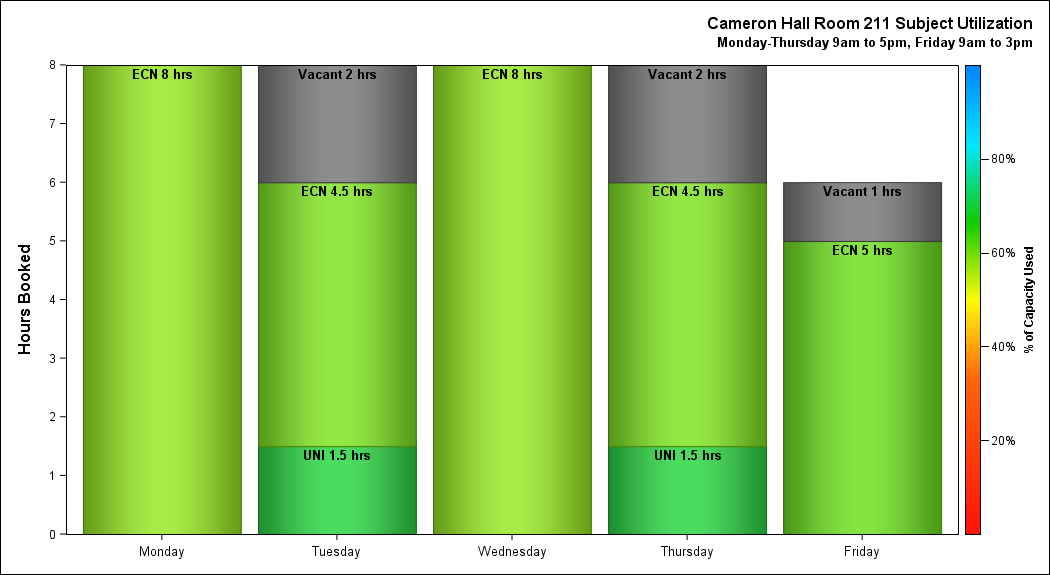 Cameron Hall Room 211 Subject Utilization
Monday-Thursday 9am to 5pm, Friday 9am to 3pm
Hours Booked
8
7
6
5
4
3
2
1
0
ECN 8 hrs
Vacant 2 hrs
ECN 4.5 hrs
UNI 1.5 hrs
ECN 8 hrs
Vacant 2 hrs
ECN 4.5 hrs
UNI 1.5 hrs
Vacant 1 hrs
ECN 5 hrs
Monday
Tuesday
Wednesday
Thursday
Friday
80%
60%
40%
20%
% of Capacity Used